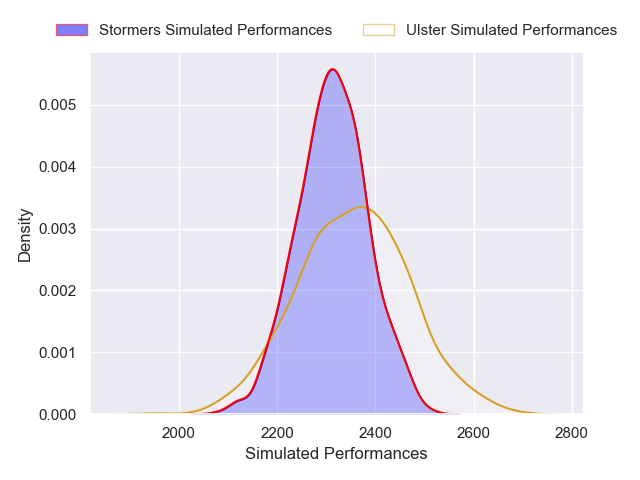 Stormers Simulated Performances
Ulster Simulated Performances
Density
0.005
0.004
0.003
0.002
0.001
0.000
2000
2200
2400
2600
2800
Simulated Performances